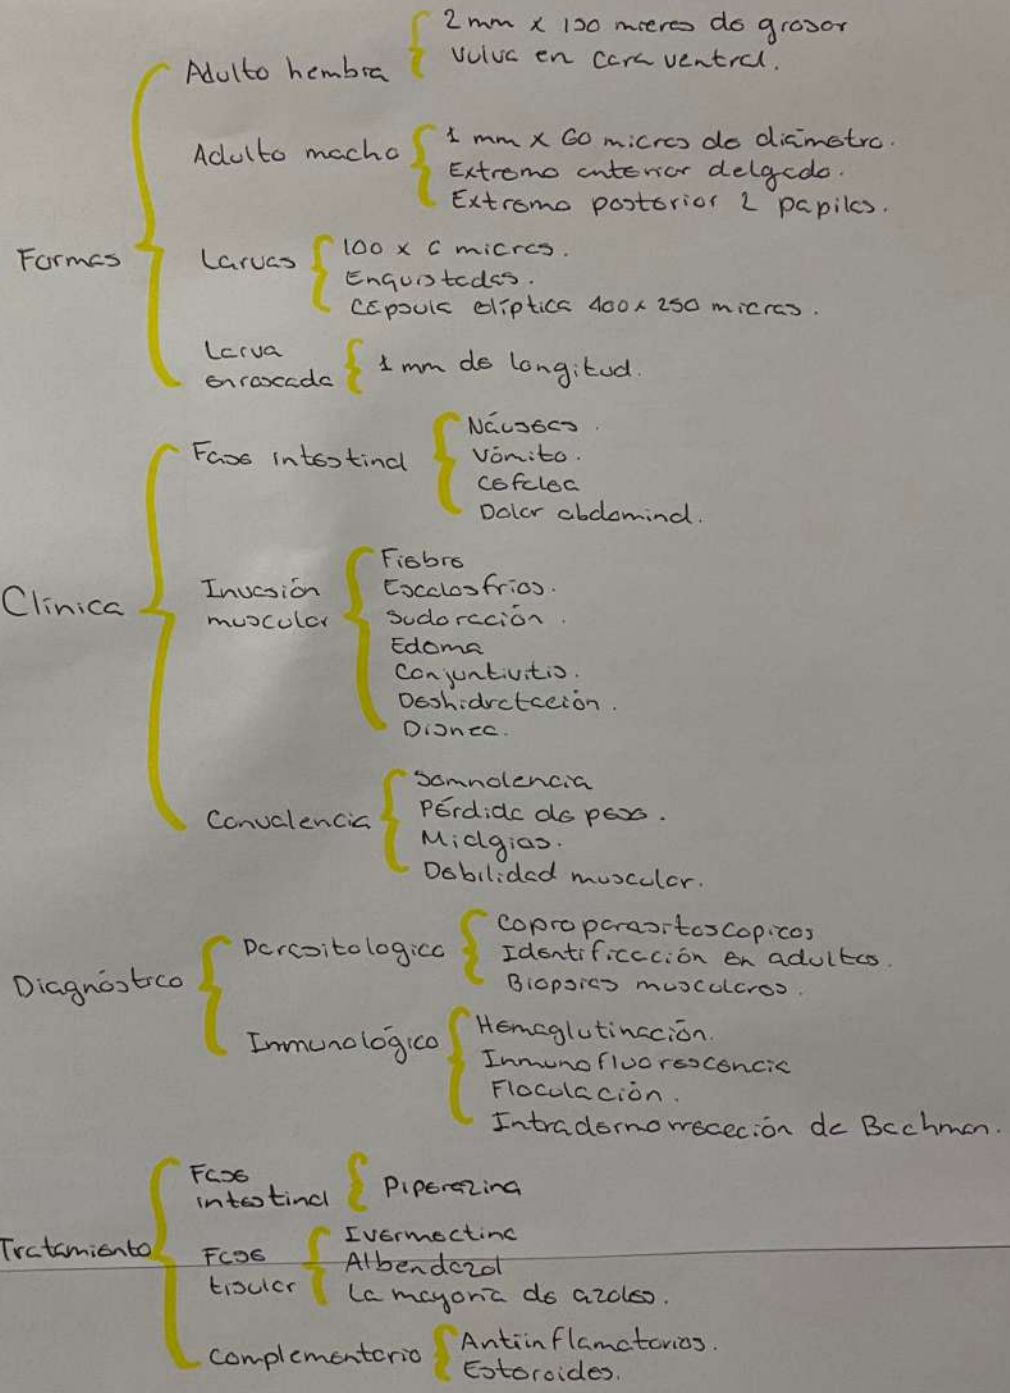 Formas
Adulto hembra
2 mm x 130 micras de grosor
Vulva en cara ventral.
Adulto macho
1 mm x 60 micras de diámetro.
Extremo anterior delgado.
Extremo posterior 2 papilas.
Larvas
100 x 6 micras.
Enquistadas.
Cápsula elíptica 400 x 250 micras.
Larva
enroscada
1 mm de longitud.
Clínica
Fase intestinal
Náuseas.
Vómito.
Cefalea
Dolor abdominal.
Invasión
muscular
Fiebre
Escalosfrios.
Sudoración.
Edema
Conjuntivitis.
Deshidratación.
Disnea.
Convalencia
Somnolencia
Pérdida de peso.
Mialgias.
Debilidad muscular.
Diagnóstico
Parasitologico
Coproparasitoscopicos
Identificación en adultos.
Biopsias musculares.
Inmunológico
Hemaglutinación.
Inmunofluorescencia
Floculación.
Intradermorrececión de Bachman.
Tratamiento
Fase
intestinal
Piperazina
Fase
tisular
Ivermectina
Albendazol
La mayoría de azoles.
Complementario
Antiinflamatorios.
Esteroides.